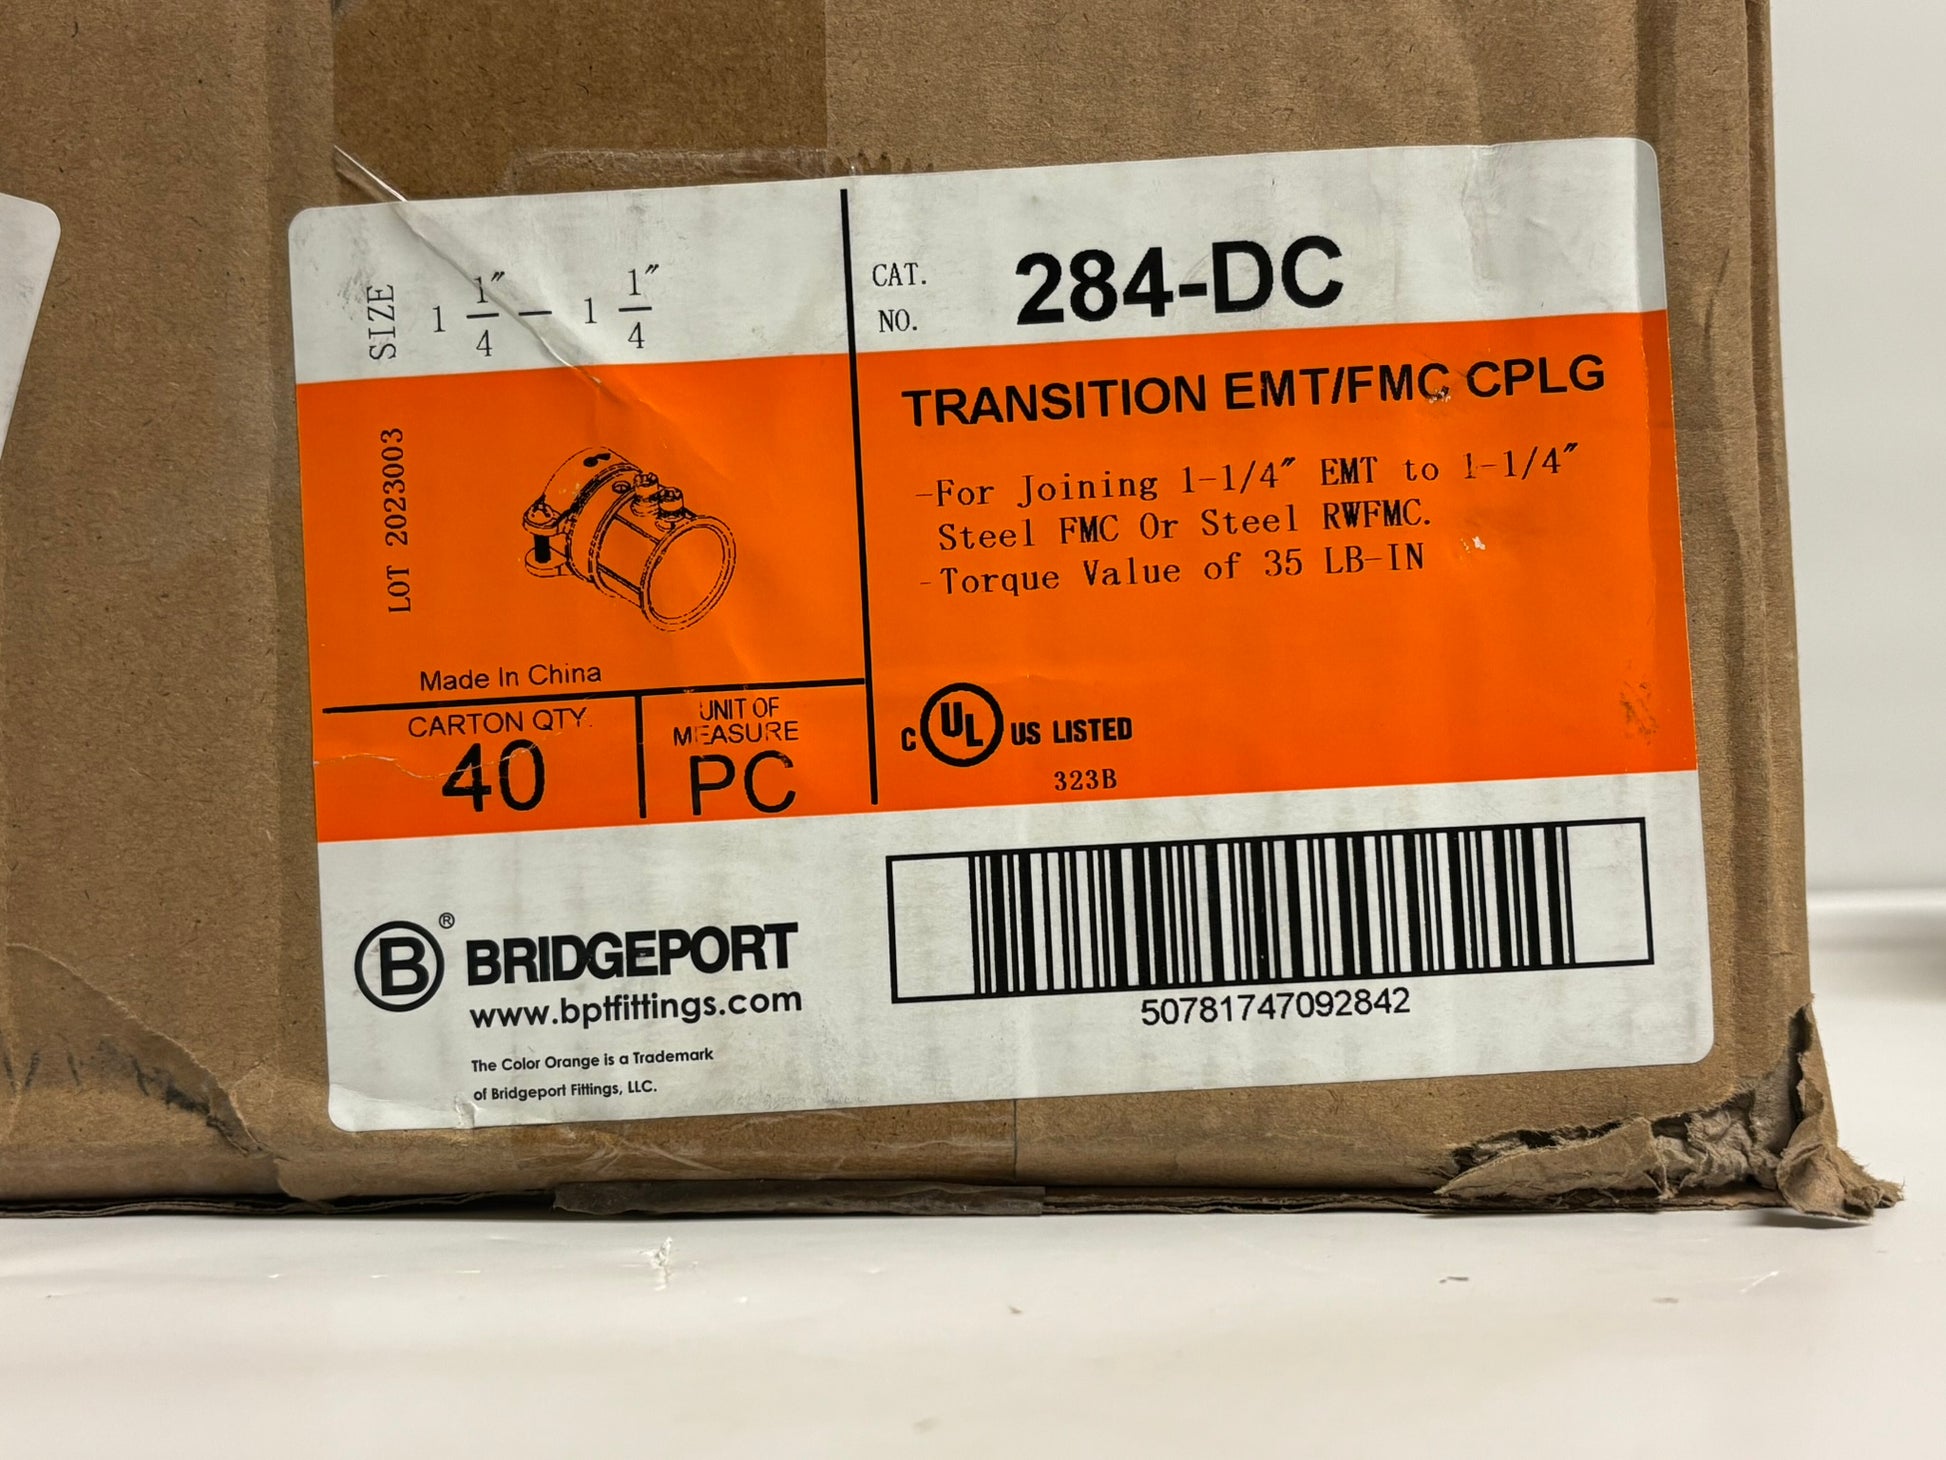 SIZE 1 1/4" — 1 1/4"
CAT. NO. 284-DC
LOT 2023003
Made In China
CARTON QTY.
40
UNIT OF
MEASURE
PC
TRANSITION EMT/FMC CPLG
-For Joining 1-1/4" EMT to 1-1/4"
Steel FMC Or Steel RWFMC.
-Torque Value of 35 LB-IN
C UL US LISTED
323B
B® BRIDGEPORT
www.bptfittings.com
The Color Orange is a Trademark
of Bridgeport Fittings, LLC.
50781747092842